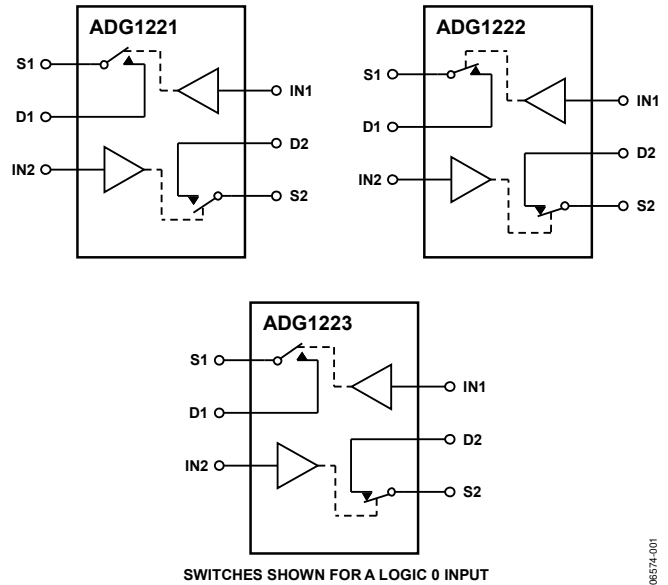 ADG1221
S1
D1
IN2
IN1
D2
S2
ADG1222
S1
D1
IN2
IN1
D2
S2
ADG1223
S1
D1
IN2
IN1
D2
S2
SWITCHES SHOWN FOR A LOGIC 0 INPUT
06574-001